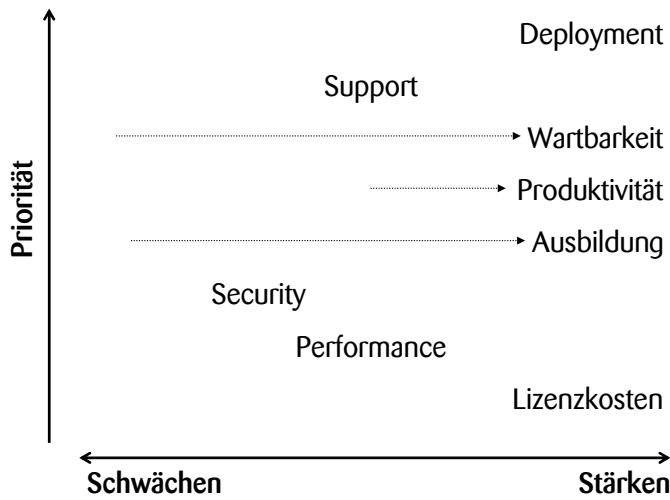 Deployment
Support
Wartbarkeit
Produktivität
Ausbildung
Security
Performance
Lizenzkosten
Priorität
Schwächen
Stärken